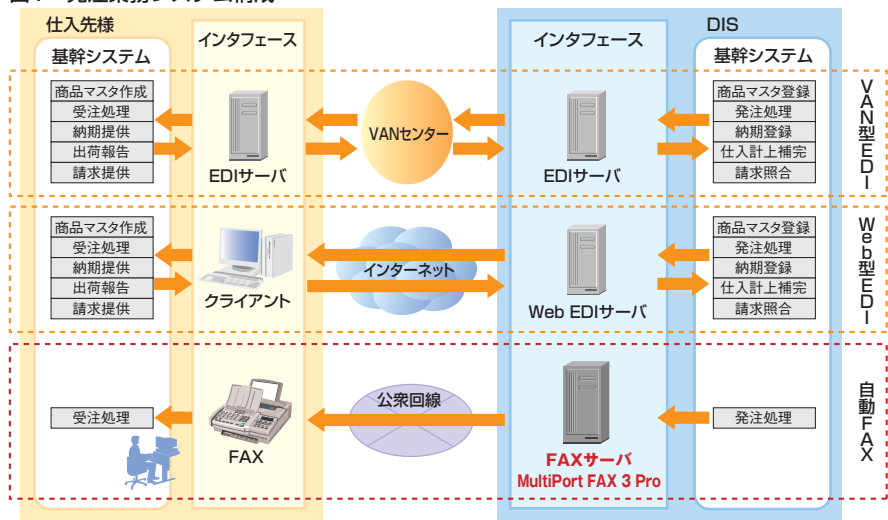 仕入先様
DIS
基幹システム
インタフェース
インタフェース
基幹システム
商品マスタ作成
受注処理
納期提供
出荷報告
請求提供
EDIサーバ
VANセンター
EDIサーバ
商品マスタ登録
発注処理
納期登録
仕入計上補完
請求照合
VAN型EDI
商品マスタ作成
受注処理
納期提供
出荷報告
請求提供
クライアント
インターネット
Web EDIサーバ
商品マスタ登録
発注処理
納期登録
仕入計上補完
請求照合
Web型EDI
受注処理
FAX
公衆回線
FAXサーバ
MultiPort FAX 3 Pro
発注処理
自動FAX